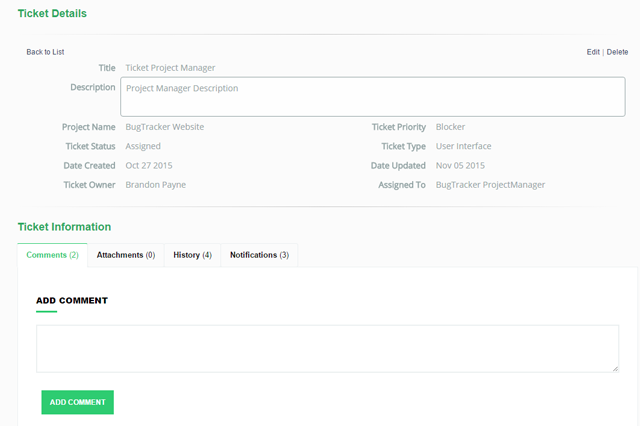 Ticket Details
Back to List
Edit | Delete
Title Ticket Project Manager
Description Project Manager Description
Project Name BugTracker Website Ticket Priority Blocker
Ticket Status Assigned Ticket Type User Interface
Date Created Oct 27 2015 Date Updated Nov 05 2015
Ticket Owner Brandon Payne Assigned To BugTracker ProjectManager
Ticket Information
Comments (2) Attachments (0) History (4) Notifications (3)
ADD COMMENT
ADD COMMENT